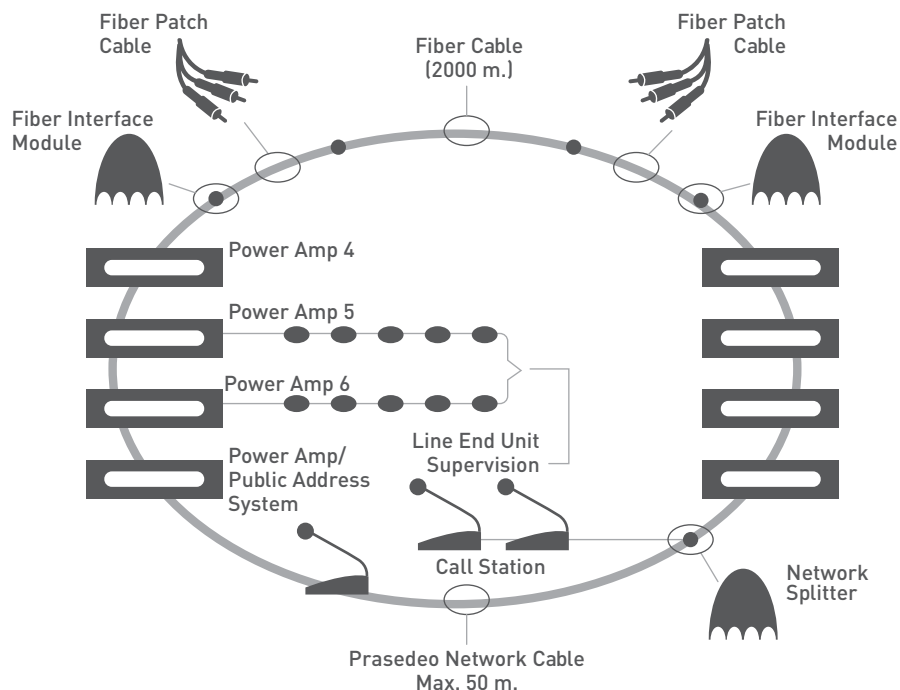 Fiber Patch
Cable
Fiber Cable
(2000 m.)
Fiber Patch
Cable
Fiber Interface
Module
Fiber Interface
Module
Power Amp 4
Power Amp 5
Power Amp 6
Line End Unit
Supervision
Power Amp/
Public Address
System
Call Station
Network
Splitter
Prasedeo Network Cable
Max. 50 m.